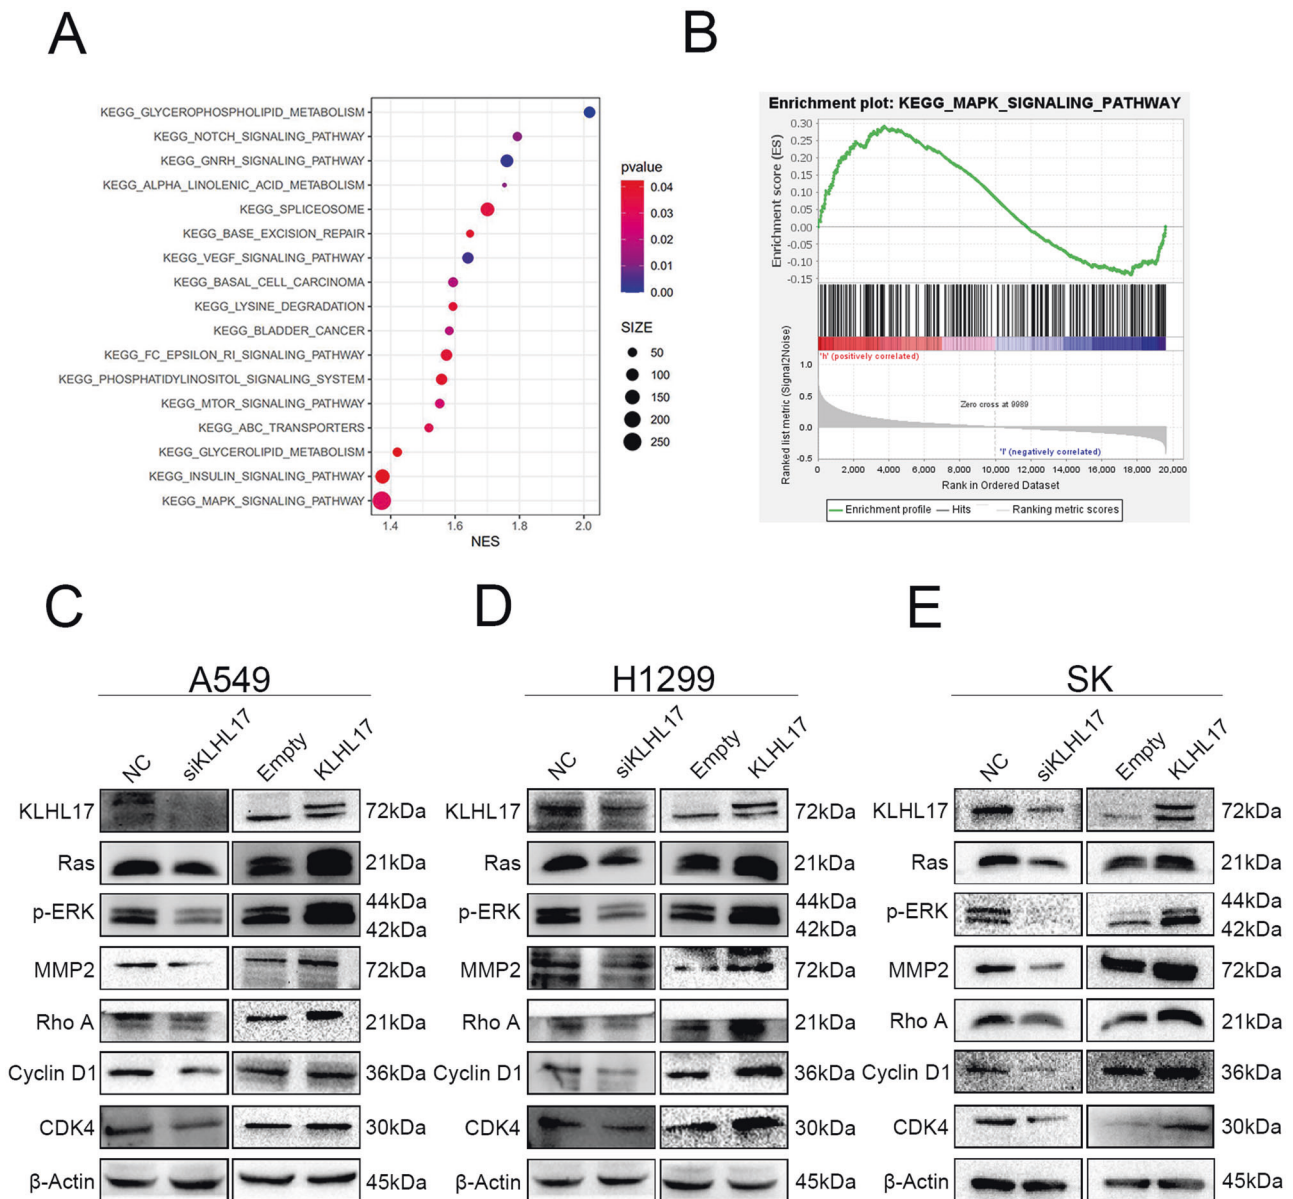 A
KEGG_GLYCEROPHOSPHOLIPID_METABOLISM
KEGG_NOTCH_SIGNALING_PATHWAY
KEGG_GNRH_SIGNALING_PATHWAY
KEGG_ALPHA_LINOLENIC_ACID_METABOLISM
KEGG_SPLICEOSOME
KEGG_BASE_EXCISION_REPAIR
KEGG_VEGF_SIGNALING_PATHWAY
KEGG_BASAL_CELL_CARCINOMA
KEGG_LYSINE_DEGRADATION
KEGG_BLADDER_CANCER
KEGG_FC_EPSILON_RI_SIGNALING_PATHWAY
KEGG_PHOSPHATIDYLINOSITOL_SIGNALING_SYSTEM
KEGG_MTOR_SIGNALING_PATHWAY
KEGG_ABC_TRANSPORTERS
KEGG_GLYCEROLIPID_METABOLISM
KEGG_INSULIN_SIGNALING_PATHWAY
KEGG_MAPK_SIGNALING_PATHWAY
1.4 1.6 1.8 2.0
NES
pvalue
0.04
0.03
0.02
0.01
0.00
SIZE
50
100
150
200
250
B
Enrichment plot: KEGG_MAPK_SIGNALING_PATHWAY
Enrichment score (ES)
0.30
0.25
0.20
0.15
0.10
0.05
0.00
-0.05
-0.10
-0.15
'h' (positively correlated)
Ranked list metric (Signal2Noise)
1.0
0.5
0.0
-0.5
Zero cross at 9989
'l' (negatively correlated)
0 2,000 4,000 6,000 8,000 10,000 12,000 14,000 16,000 18,000 20,000
Rank in Ordered Dataset
Enrichment profile Hits Ranking metric scores
C
A549
NC siKLHL17 Empty KLHL17
KLHL17 72kDa
Ras 21kDa
p-ERK 44kDa
42kDa
MMP2 72kDa
Rho A 21kDa
Cyclin D1 36kDa
CDK4 30kDa
β-Actin 45kDa
D
H1299
NC siKLHL17 Empty KLHL17
KLHL17 72kDa
Ras 21kDa
p-ERK 44kDa
42kDa
MMP2 72kDa
Rho A 21kDa
Cyclin D1 36kDa
CDK4 30kDa
β-Actin 45kDa
E
SK
NC siKLHL17 Empty KLHL17
KLHL17 72kDa
Ras 21kDa
p-ERK 44kDa
42kDa
MMP2 72kDa
Rho A 21kDa
Cyclin D1 36kDa
CDK4 30kDa
β-Actin 45kDa